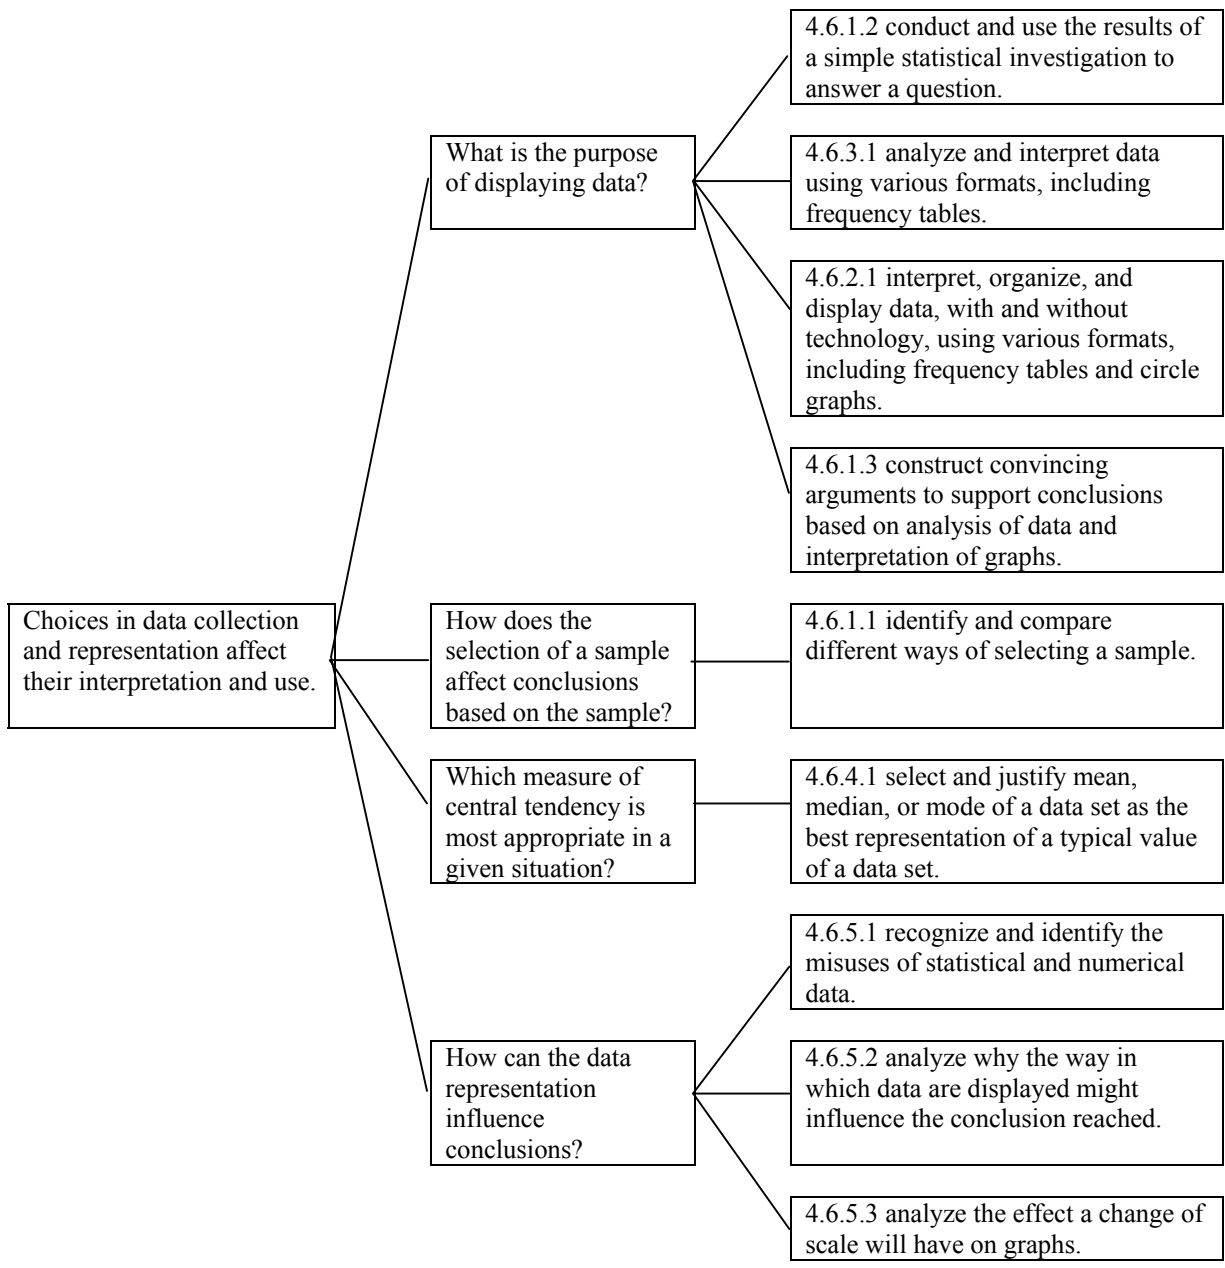 4.6.1.2 conduct and use the results of
a simple statistical investigation to
answer a question.
What is the purpose
of displaying data?
4.6.3.1 analyze and interpret data
using various formats, including
frequency tables.
4.6.2.1 interpret, organize, and
display data, with and without
technology, using various formats,
including frequency tables and circle
graphs.
4.6.1.3 construct convincing
arguments to support conclusions
based on analysis of data and
interpretation of graphs.
Choices in data collection
and representation affect
their interpretation and use.
How does the
selection of a sample
affect conclusions
based on the sample?
4.6.1.1 identify and compare
different ways of selecting a sample.
Which measure of
central tendency is
most appropriate in a
given situation?
4.6.4.1 select and justify mean,
median, or mode of a data set as the
best representation of a typical value
of a data set.
4.6.5.1 recognize and identify the
misuses of statistical and numerical
data.
How can the data
representation
influence
conclusions?
4.6.5.2 analyze why the way in
which data are displayed might
influence the conclusion reached.
4.6.5.3 analyze the effect a change of
scale will have on graphs.